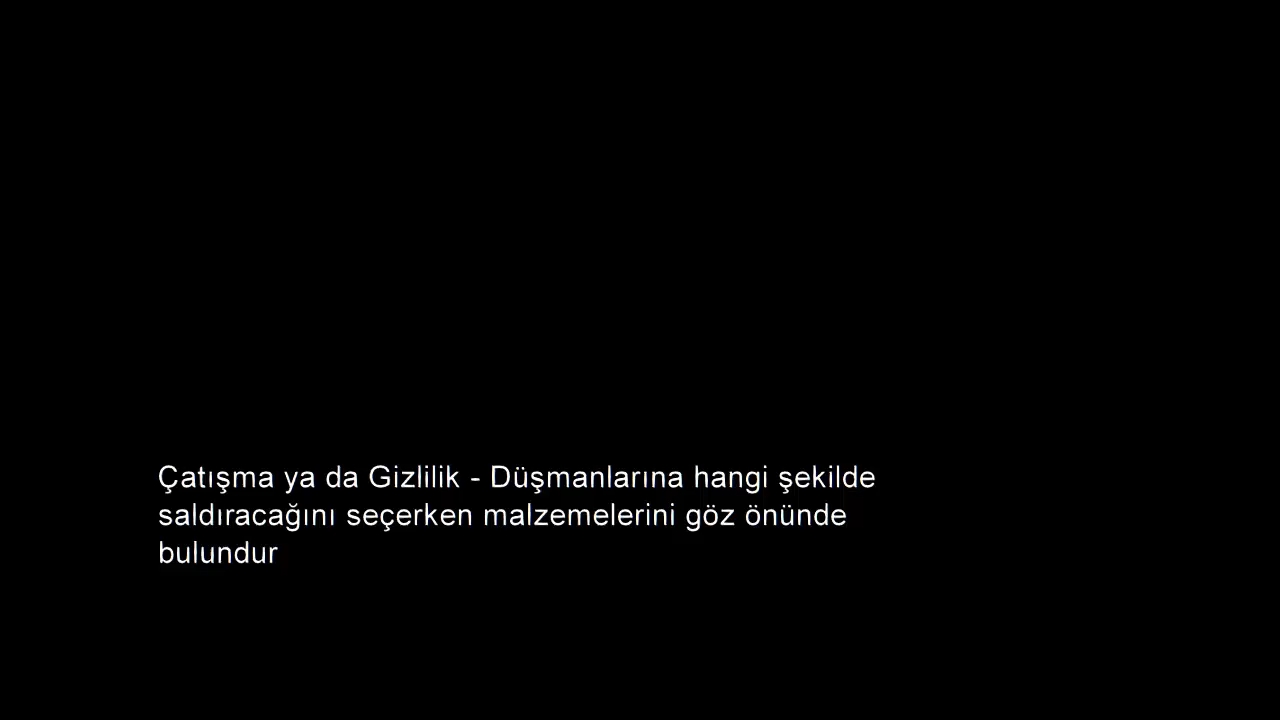 Çatışma ya da Gizlilik - Düşmanlarına hangi şekilde
saldıracağını seçerken malzemelerini göz önünde
bulundur